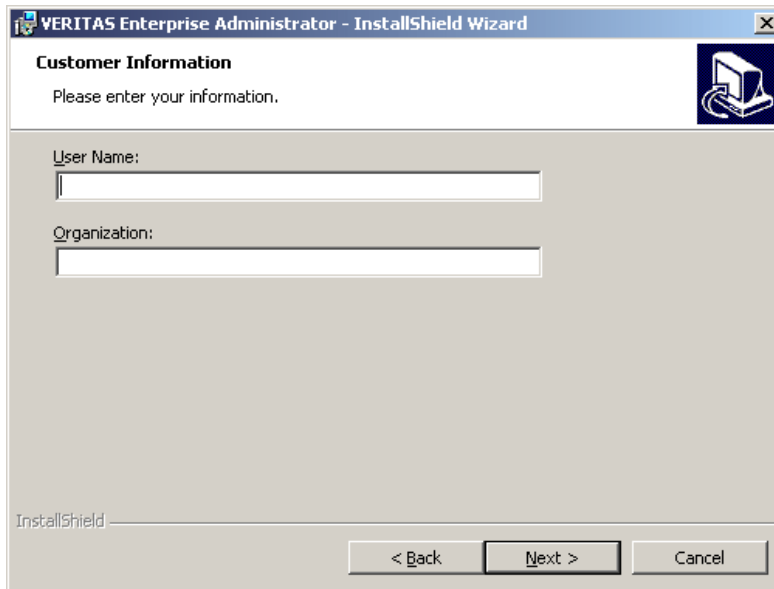 VERITAS Enterprise Administrator - InstallShield Wizard
Customer Information
Please enter your information.
User Name:
Organization:
InstallShield
< Back Next > Cancel